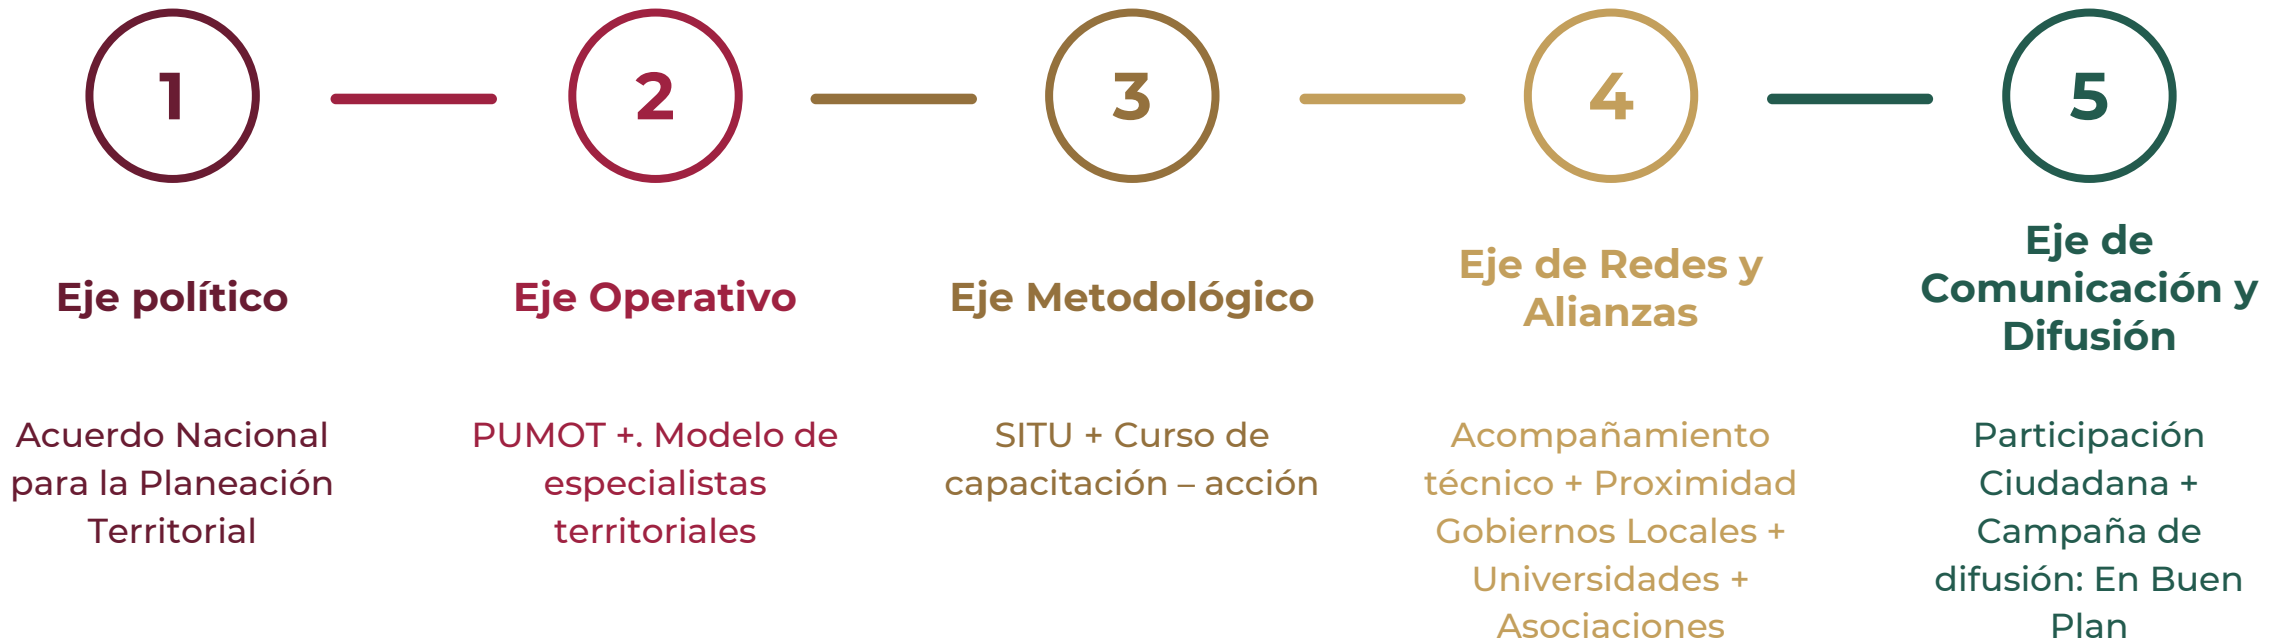 1
2
3
4
5
Eje político
Eje Operativo
Eje Metodológico
Eje de Redes y
Alianzas
Eje de
Comunicación y
Difusión
Acuerdo Nacional
para la Planeación
Territorial
PUMOT +. Modelo de
especialistas
territoriales
SITU + Curso de
capacitación – acción
Acompañamiento
técnico + Proximidad
Gobiernos Locales +
Universidades +
Asociaciones
Participación
Ciudadana +
Campaña de
difusión: En Buen
Plan